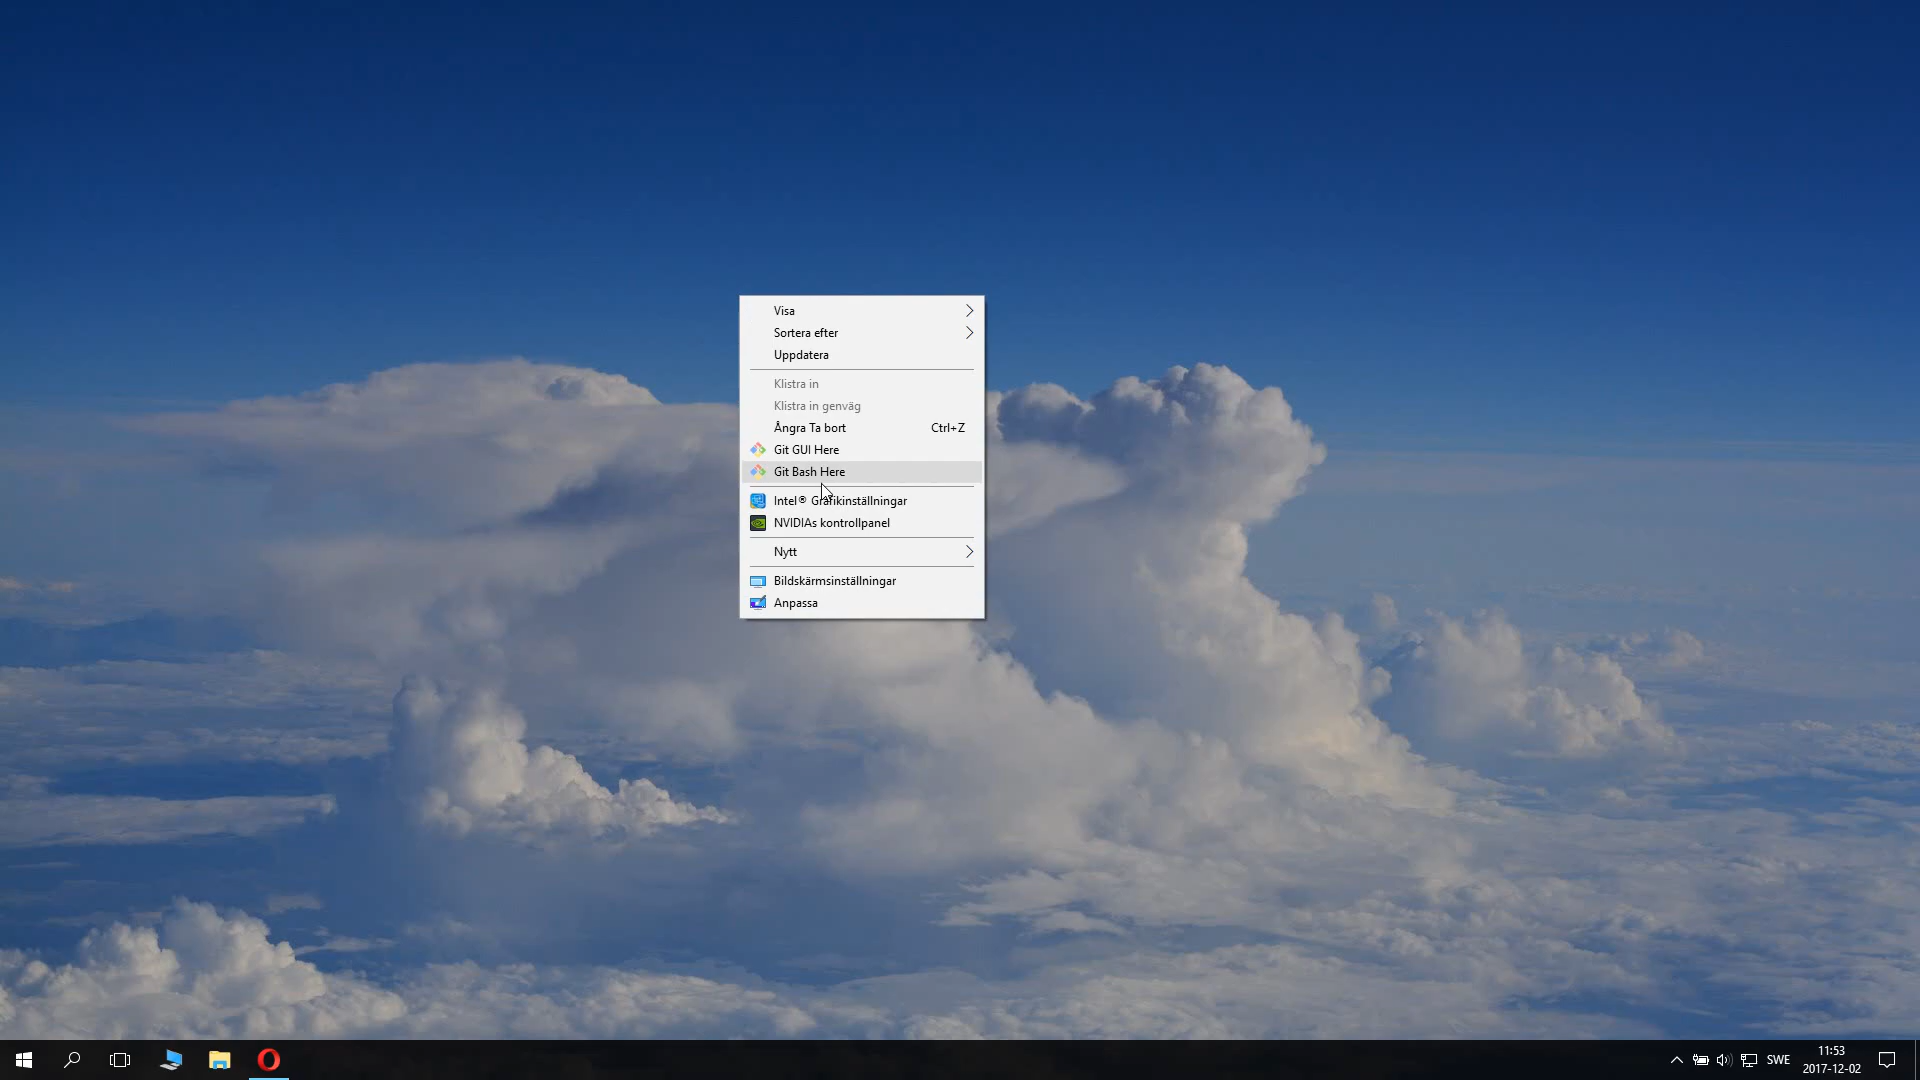 Visa
Sortera efter
Uppdatera
Klistra in
Klistra in genväg
Ångra Ta bort Ctrl+Z
Git GUI Here
Git Bash Here
Intel® Grafikinställningar
NVIDIAs kontrollpanel
Nytt
Bildskärmsinställningar
Anpassa
SWE
11:53
2017-12-02